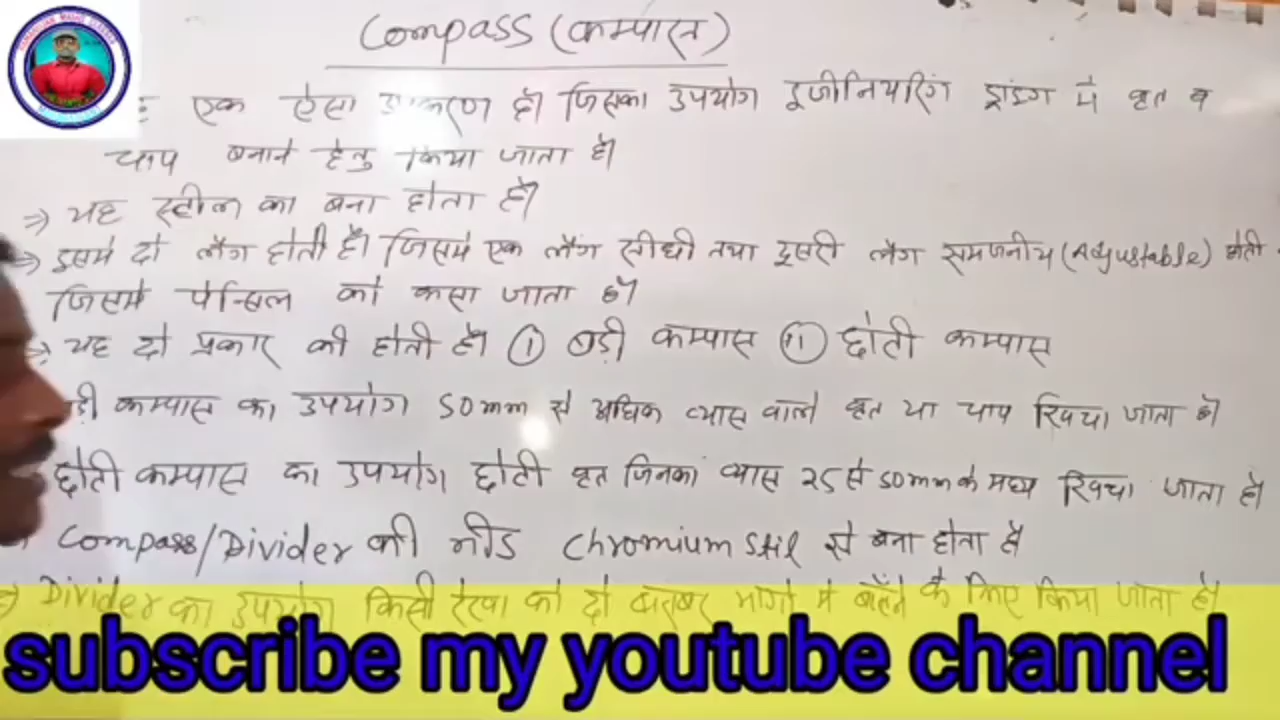 Compass (कम्पास)
एक ऐसा उपकरण है। जिसका उपयोग इंजीनियरिंग ड्राइंग मे वृत व
चाप बनाने हेतु किया जाता है।
⇒ यह स्टील का बना होता है।
⇒ इसमे दो लैग होती है। जिसमे एक लैग सीधी तथा दूसरी लैग समजनीय (Adjustable) होती
जिसमे पेन्सिल को कसा जाता है
⇒ यह दो प्रकार की होती है। (i) बड़ी कम्पास (ii) छोटी कम्पास
कम्पास का उपयोग 50mm से अधिक व्यास वाले वृत या चाप खिचा जाता है
छोटी कम्पास का उपयोग छोटी वृत जिनका व्यास 25 से 50mm के मध्य खिचा जाता है।
Compass/Divider की नीड Chromium Stil से बना होता है
⇒ Divider का उपयोग किसी रेखा को दो बराबर भागो मे बाँटने के लिए किया जाता है।
subscribe my youtube channel